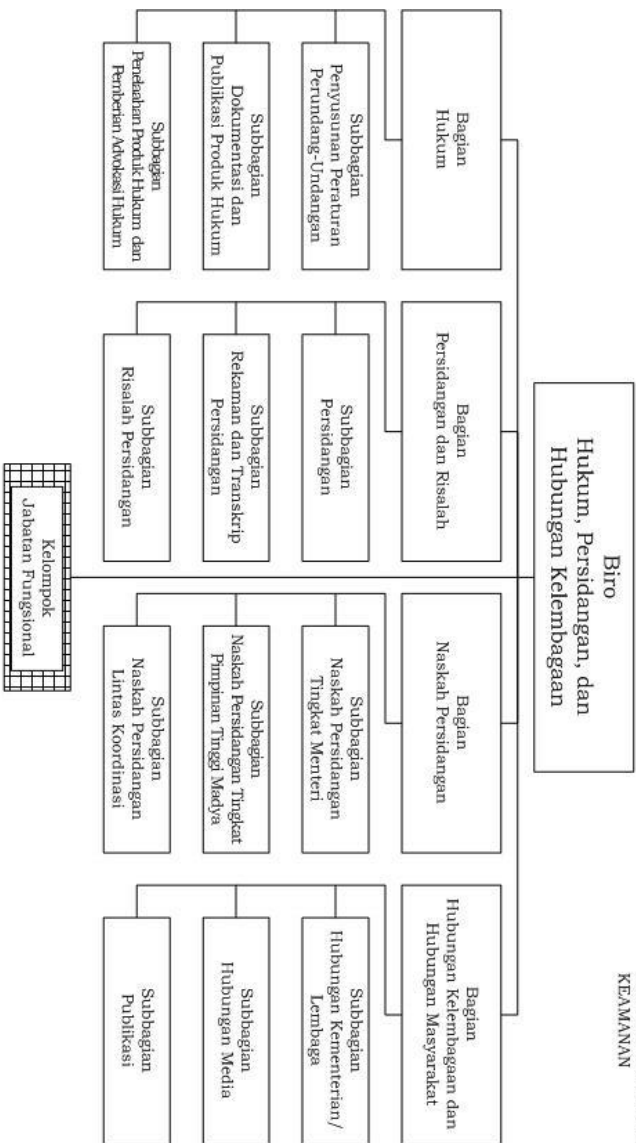 KEAMANAN
Biro
Hukum, Persidangan, dan
Hubungan Kelembagaan
Bagian
Hukum
Subbagian
Penyusunan Peraturan
Perundang-Undangan
Subbagian
Dokumentasi dan
Publikasi Produk Hukum
Subbagian
Penelaahan Produk Hukum dan
Pemberian Advokasi Hukum
Bagian
Persidangan dan Risalah
Subbagian
Persidangan
Subbagian
Rekaman dan Transkrip
Persidangan
Subbagian
Risalah Persidangan
Bagian
Naskah Persidangan
Subbagian
Naskah Persidangan
Tingkat Menteri
Subbagian
Naskah Persidangan Tingkat
Pimpinan Tinggi Madya
Subbagian
Naskah Persidangan
Lintas Koordinasi
Bagian
Hubungan Kelembagaan dan
Hubungan Masyarakat
Subbagian
Hubungan Kementerian/
Lembaga
Subbagian
Hubungan Media
Subbagian
Publikasi
Kelompok
Jabatan Fungsional